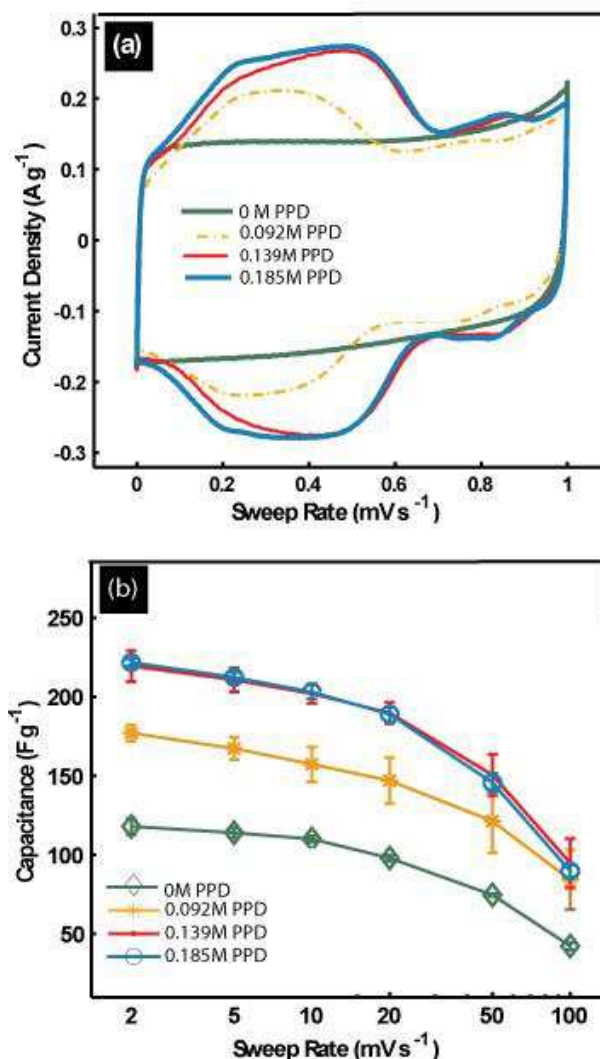 (a)
0.3
0.2
0.1
0
-0.1
-0.2
-0.3
Current Density (A g-1)
0 M PPD
0.092M PPD
0.139M PPD
0.185M PPD
0 0.2 0.4 0.6 0.8 1
Sweep Rate (mV s-1)
(b)
250
200
150
100
50
Capacitance (F g-1)
0M PPD
0.092M PPD
0.139M PPD
0.185M PPD
2 5 10 20 50 100
Sweep Rate (mV s-1)